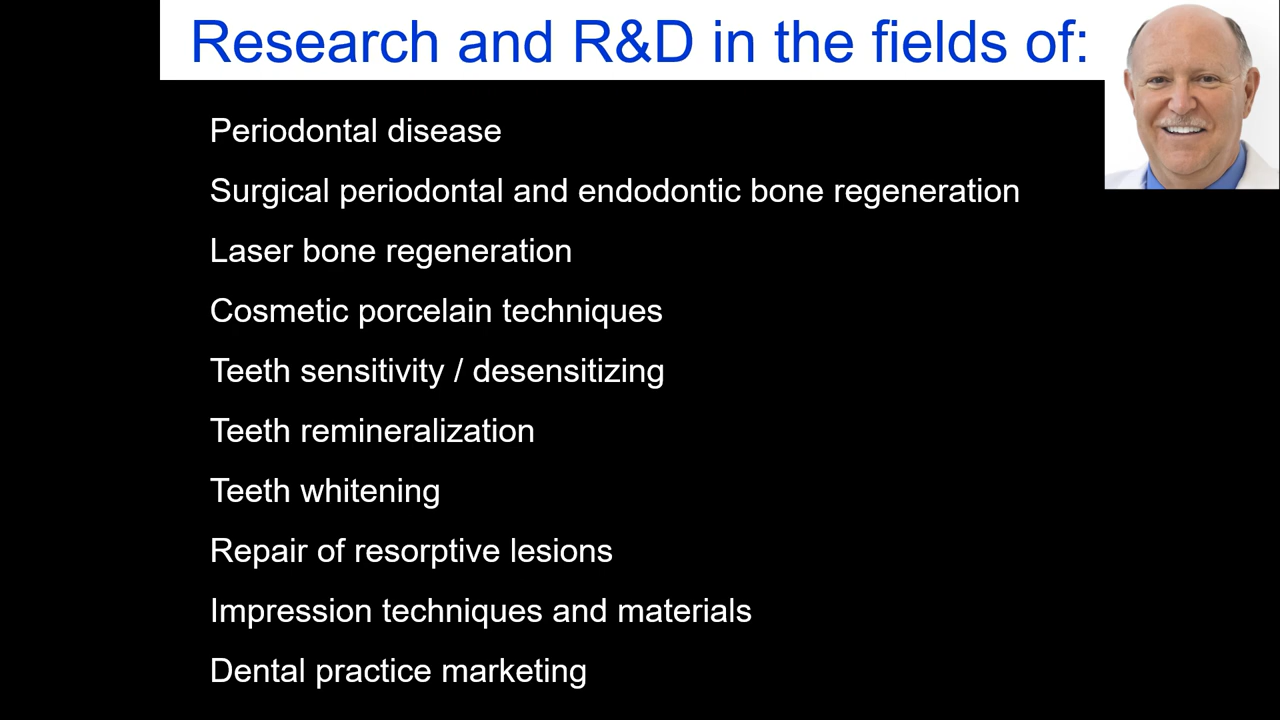 Research and R&D in the fields of:
Periodontal disease
Surgical periodontal and endodontic bone regeneration
Laser bone regeneration
Cosmetic porcelain techniques
Teeth sensitivity / desensitizing
Teeth remineralization
Teeth whitening
Repair of resorptive lesions
Impression techniques and materials
Dental practice marketing